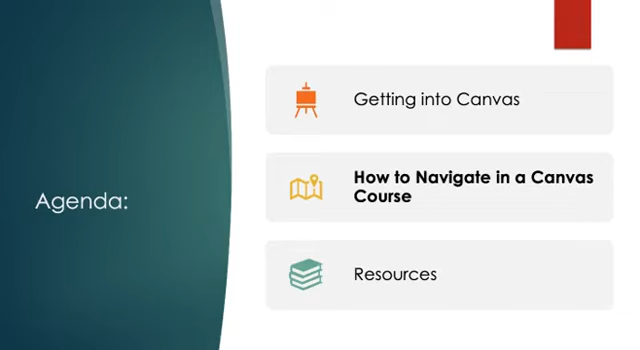 Agenda:
Getting into Canvas
How to Navigate in a Canvas
Course
Resources